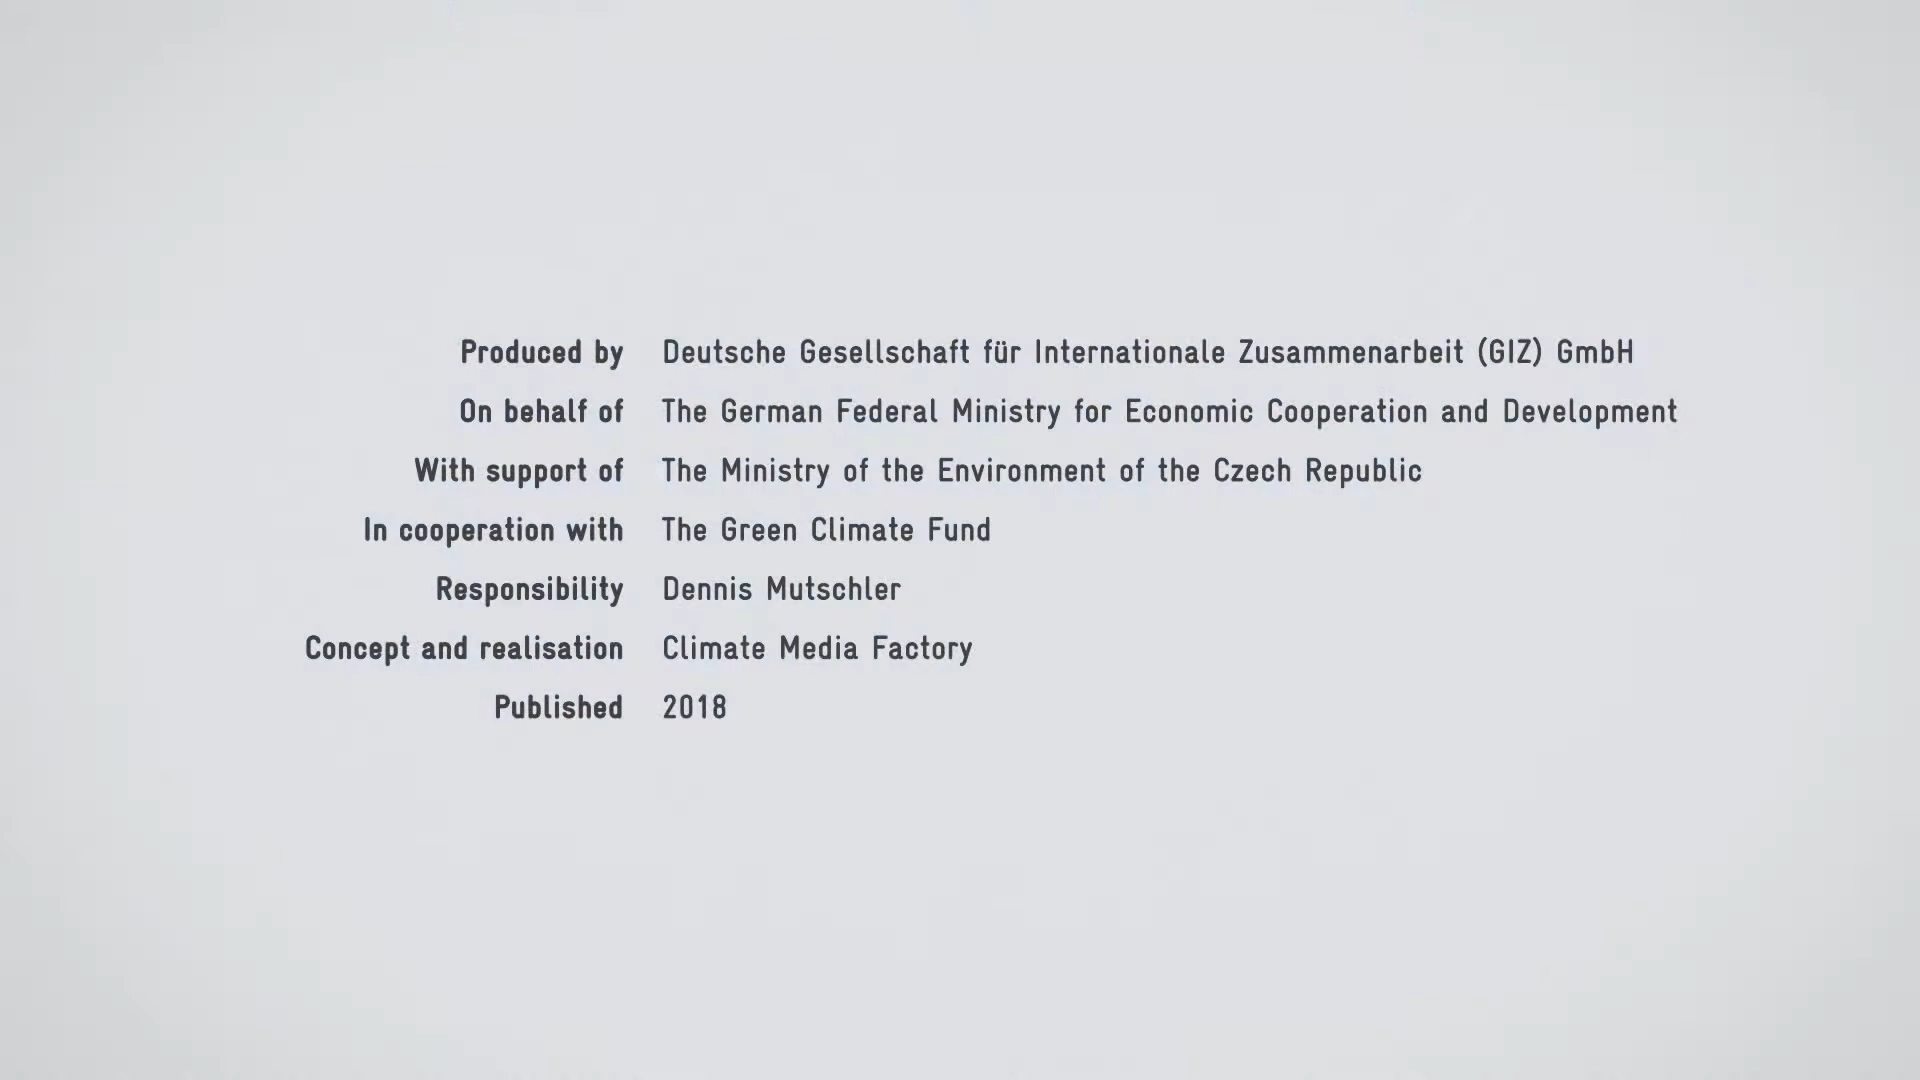 Produced by Deutsche Gesellschaft für Internationale Zusammenarbeit (GIZ) GmbH
On behalf of The German Federal Ministry for Economic Cooperation and Development
With support of The Ministry of the Environment of the Czech Republic
In cooperation with The Green Climate Fund
Responsibility Dennis Mutschler
Concept and realisation Climate Media Factory
Published 2018